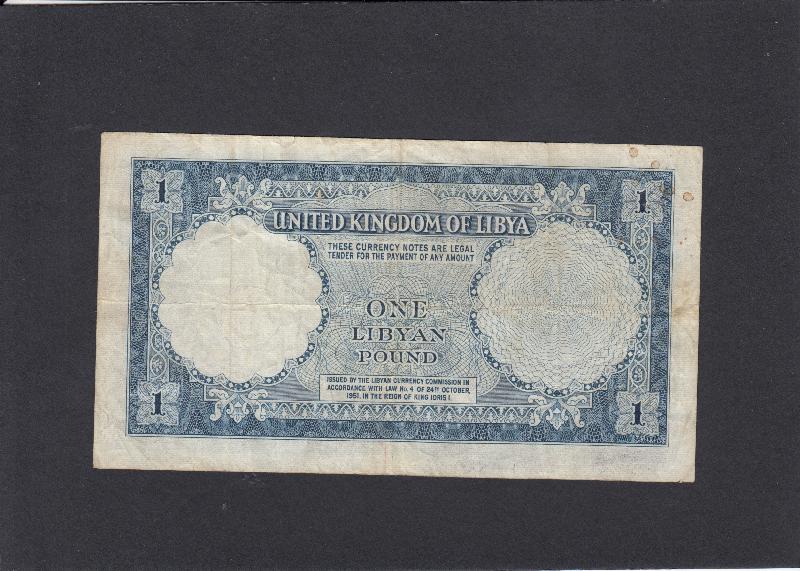 1 1
UNITED KINGDOM OF LIBYA
THESE CURRENCY NOTES ARE LEGAL
TENDER FOR THE PAYMENT OF ANY AMOUNT
ONE
LIBYAN
POUND
ISSUED BY THE LIBYAN CURRENCY COMMISSION IN
ACCORDANCE WITH LAW No. 4 OF 24TH OCTOBER,
1951, IN THE REIGN OF KING IDRIS I.
1 1